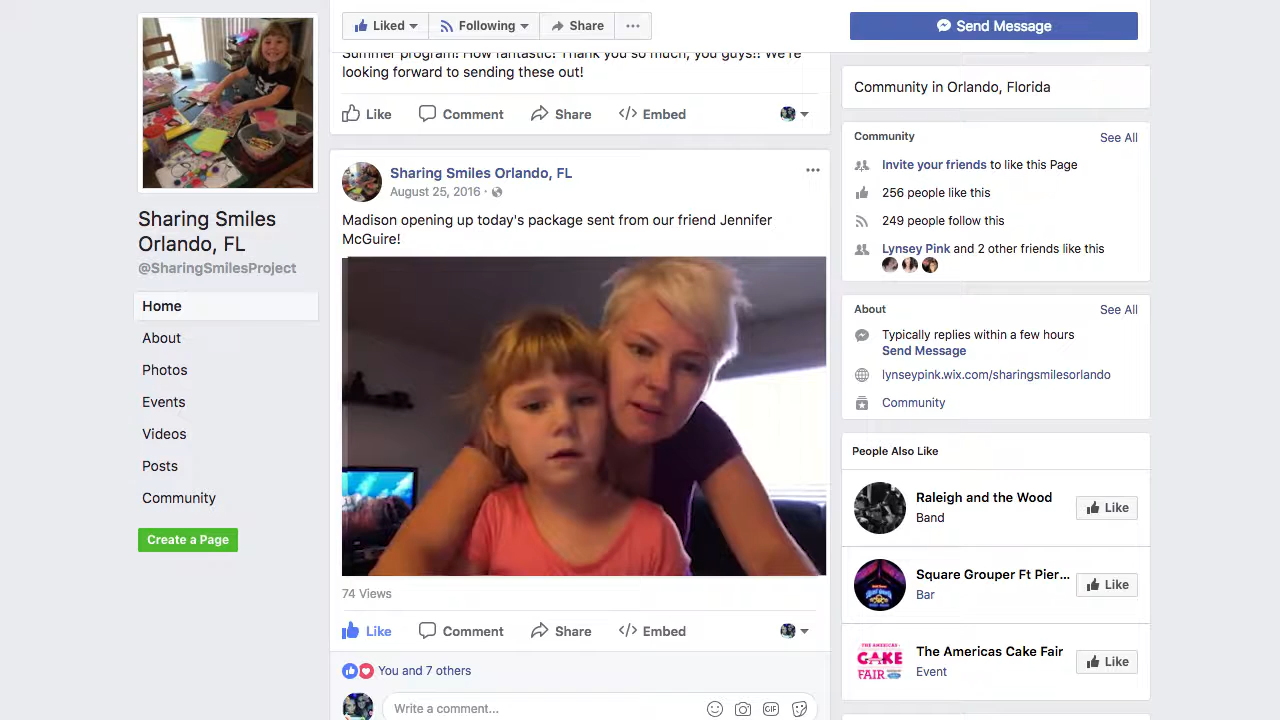 Liked
Following
Share
Send Message
Summer program! How fantastic! Thank you so much, you guys!! We're
looking forward to sending these out!
Like
Comment
Share
Embed
Sharing Smiles
Orlando, FL
@SharingSmilesProject
Home
About
Photos
Events
Videos
Posts
Community
Create a Page
Sharing Smiles Orlando, FL
August 25, 2016
Madison opening up today's package sent from our friend Jennifer
McGuire!
74 Views
Like
Comment
Share
Embed
You and 7 others
Write a comment...
GIF
Community in Orlando, Florida
Community
See All
Invite your friends to like this Page
256 people like this
249 people follow this
Lynsey Pink and 2 other friends like this
About
See All
Typically replies within a few hours
Send Message
lynseypink.wix.com/sharingsmilesorlando
Community
People Also Like
Raleigh and the Wood
Band
Like
Square Grouper Ft Pier...
Bar
Like
THE AMERICAS
CAKE
FAIR
The Americas Cake Fair
Event
Like